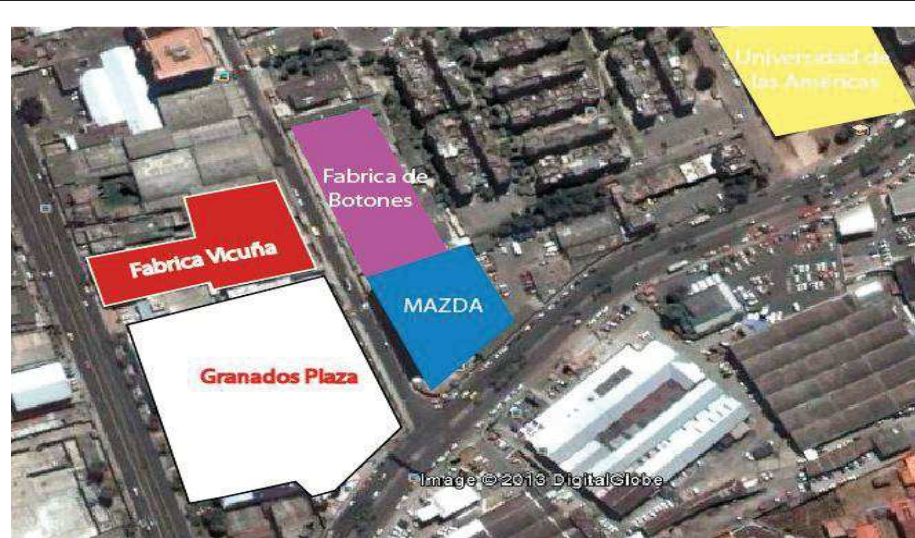 Universidad de
las Américas
Fabrica de
Botones
Fabrica Vicuña
MAZDA
Granados Plaza
Image © 2013 DigitalGlobe